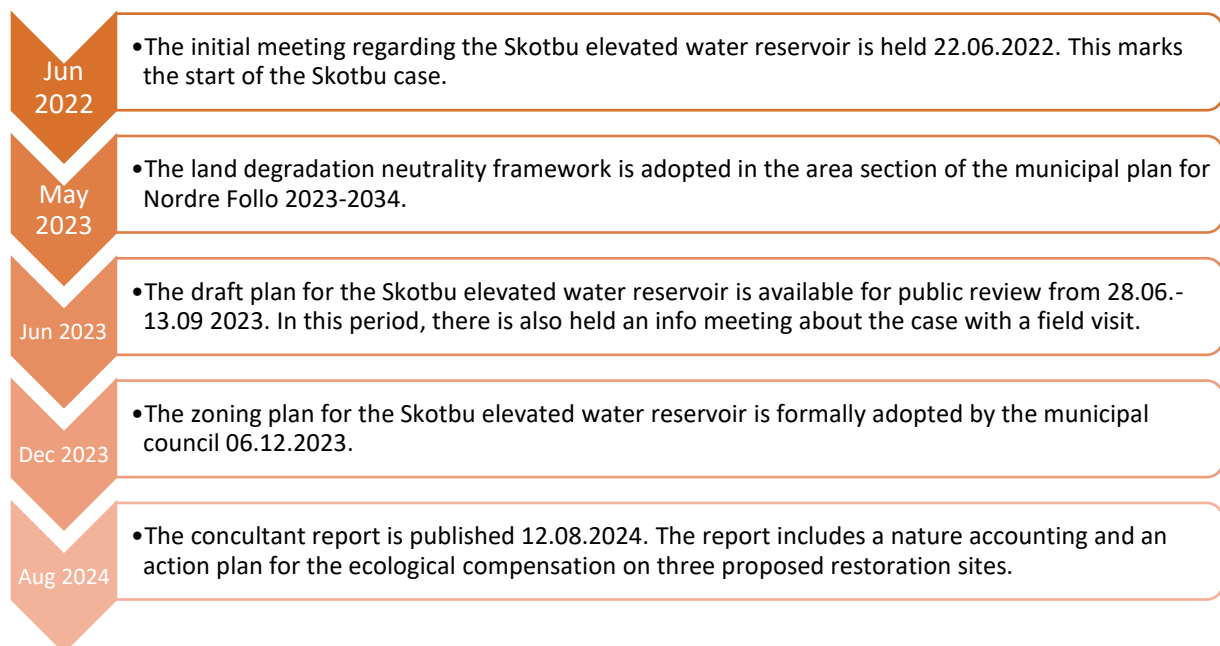 Jun
2022
•The initial meeting regarding the Skotbu elevated water reservoir is held 22.06.2022. This marks
the start of the Skotbu case.
May
2023
•The land degradation neutrality framework is adopted in the area section of the municipal plan for
Nordre Follo 2023-2034.
Jun 2023
•The draft plan for the Skotbu elevated water reservoir is available for public review from 28.06.-
13.09 2023. In this period, there is also held an info meeting about the case with a field visit.
Dec 2023
•The zoning plan for the Skotbu elevated water reservoir is formally adopted by the municipal
council 06.12.2023.
Aug 2024
•The concultant report is published 12.08.2024. The report includes a nature accounting and an
action plan for the ecological compensation on three proposed restoration sites.